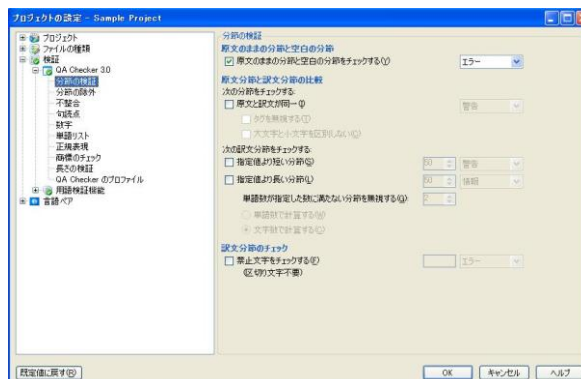 プロジェクトの設定 - Sample Project
プロジェクト
ファイルの種類
検証
QA Checker 3.0
分節の検証
分節の除外
不整合
句読点
数字
単語リスト
正規表現
商標のチェック
長さの検証
QA Checker のプロファイル
用語検証機能
言語ペア
分節の検証
原文のままの分節と空白の分節
原文のままの分節と空白の分節をチェックする(Y) エラー
原文分節と訳文分節の比較
次の分節をチェックする:
原文と訳文が同一(I) 警告
タグを無視する(T)
大文字と小文字を区別しない(G)
次の訳文分節をチェックする:
指定値より短い分節(S) 50 警告
指定値より長い分節(L) 50 情報
単語数が指定した数に満たない分節を無視する(G): 2
単語数で計算する(W)
文字数で計算する(C)
訳文分節のチェック
禁止文字をチェックする(F) エラー
(区切り文字不要)
既定値に戻す(R) OK キャンセル ヘルプ